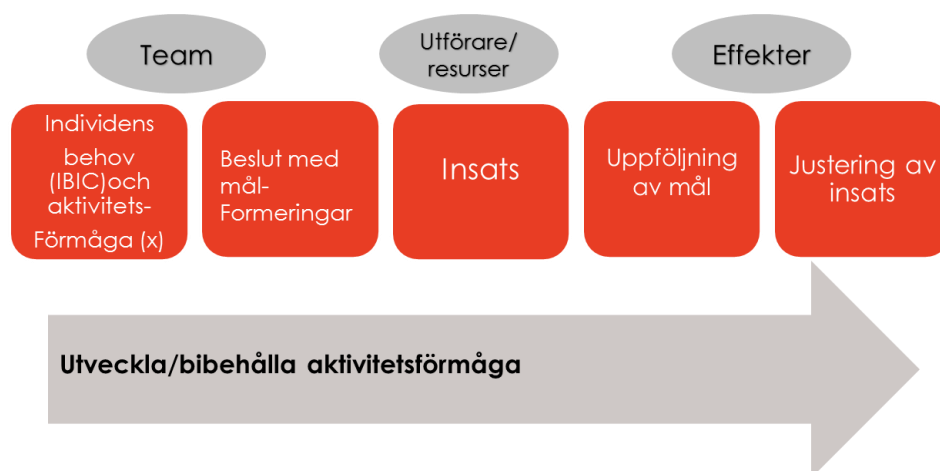 Team
Utförare/
resurser
Effekter
Individens
behov
(IBIC)och
aktivitets-
Förmåga (x)
Beslut med
mål-
Formeringar
Insats
Uppföljning
av mål
Justering av
insats
Utveckla/bibehålla aktivitetsförmåga